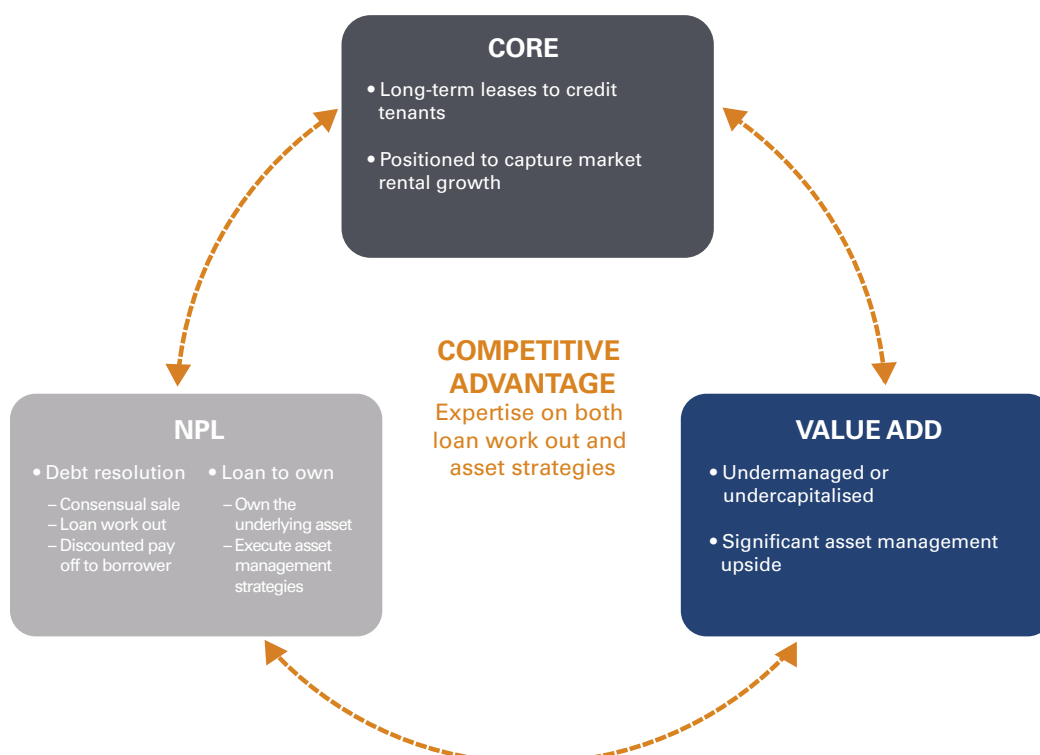 CORE
• Long-term leases to credit
tenants
• Positioned to capture market
rental growth
COMPETITIVE
ADVANTAGE
Expertise on both
loan work out and
asset strategies
NPL
• Debt resolution
– Consensual sale
– Loan work out
– Discounted pay
off to borrower
• Loan to own
– Own the
underlying asset
– Execute asset
management
strategies
VALUE ADD
• Undermanaged or
undercapitalised
• Significant asset management
upside